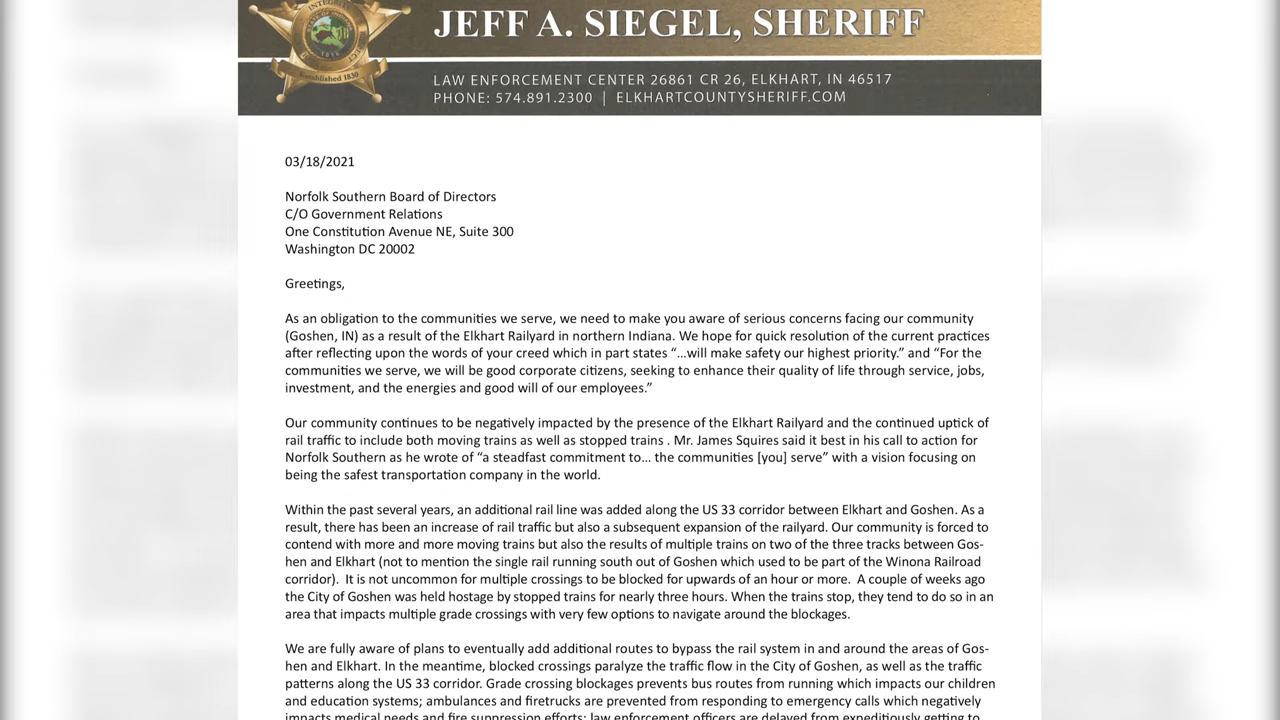 INTEGRITY
1830
Established 1830
JEFF A. SIEGEL, SHERIFF
LAW ENFORCEMENT CENTER 26861 CR 26, ELKHART, IN 46517
PHONE: 574.891.2300 | ELKHARTCOUNTYSHERIFF.COM
03/18/2021
Norfolk Southern Board of Directors
C/O Government Relations
One Constitution Avenue NE, Suite 300
Washington DC 20002
Greetings,
As an obligation to the communities we serve, we need to make you aware of serious concerns facing our community
(Goshen, IN) as a result of the Elkhart Railyard in northern Indiana. We hope for quick resolution of the current practices
after reflecting upon the words of your creed which in part states “…will make safety our highest priority.” and “For the
communities we serve, we will be good corporate citizens, seeking to enhance their quality of life through service, jobs,
investment, and the energies and good will of our employees.”
Our community continues to be negatively impacted by the presence of the Elkhart Railyard and the continued uptick of
rail traffic to include both moving trains as well as stopped trains . Mr. James Squires said it best in his call to action for
Norfolk Southern as he wrote of “a steadfast commitment to… the communities [you] serve” with a vision focusing on
being the safest transportation company in the world.
Within the past several years, an additional rail line was added along the US 33 corridor between Elkhart and Goshen. As a
result, there has been an increase of rail traffic but also a subsequent expansion of the railyard. Our community is forced to
contend with more and more moving trains but also the results of multiple trains on two of the three tracks between Gos-
hen and Elkhart (not to mention the single rail running south out of Goshen which used to be part of the Winona Railroad
corridor).  It is not uncommon for multiple crossings to be blocked for upwards of an hour or more.  A couple of weeks ago
the City of Goshen was held hostage by stopped trains for nearly three hours. When the trains stop, they tend to do so in an
area that impacts multiple grade crossings with very few options to navigate around the blockages.
We are fully aware of plans to eventually add additional routes to bypass the rail system in and around the areas of Gos-
hen and Elkhart. In the meantime, blocked crossings paralyze the traffic flow in the City of Goshen, as well as the traffic
patterns along the US 33 corridor. Grade crossing blockages prevents bus routes from running which impacts our children
and education systems; ambulances and firetrucks are prevented from responding to emergency calls which negatively
impacts medical needs and fire suppression efforts; law enforcement officers are delayed from expeditiously getting to